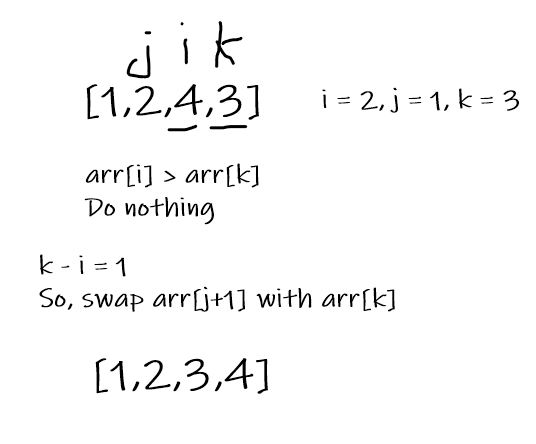 j i k
[1,2,4,3] i = 2, j = 1, k = 3
arr[i] > arr[k]
Do nothing
k - i = 1
So, swap arr[j+1] with arr[k]
[1,2,3,4]